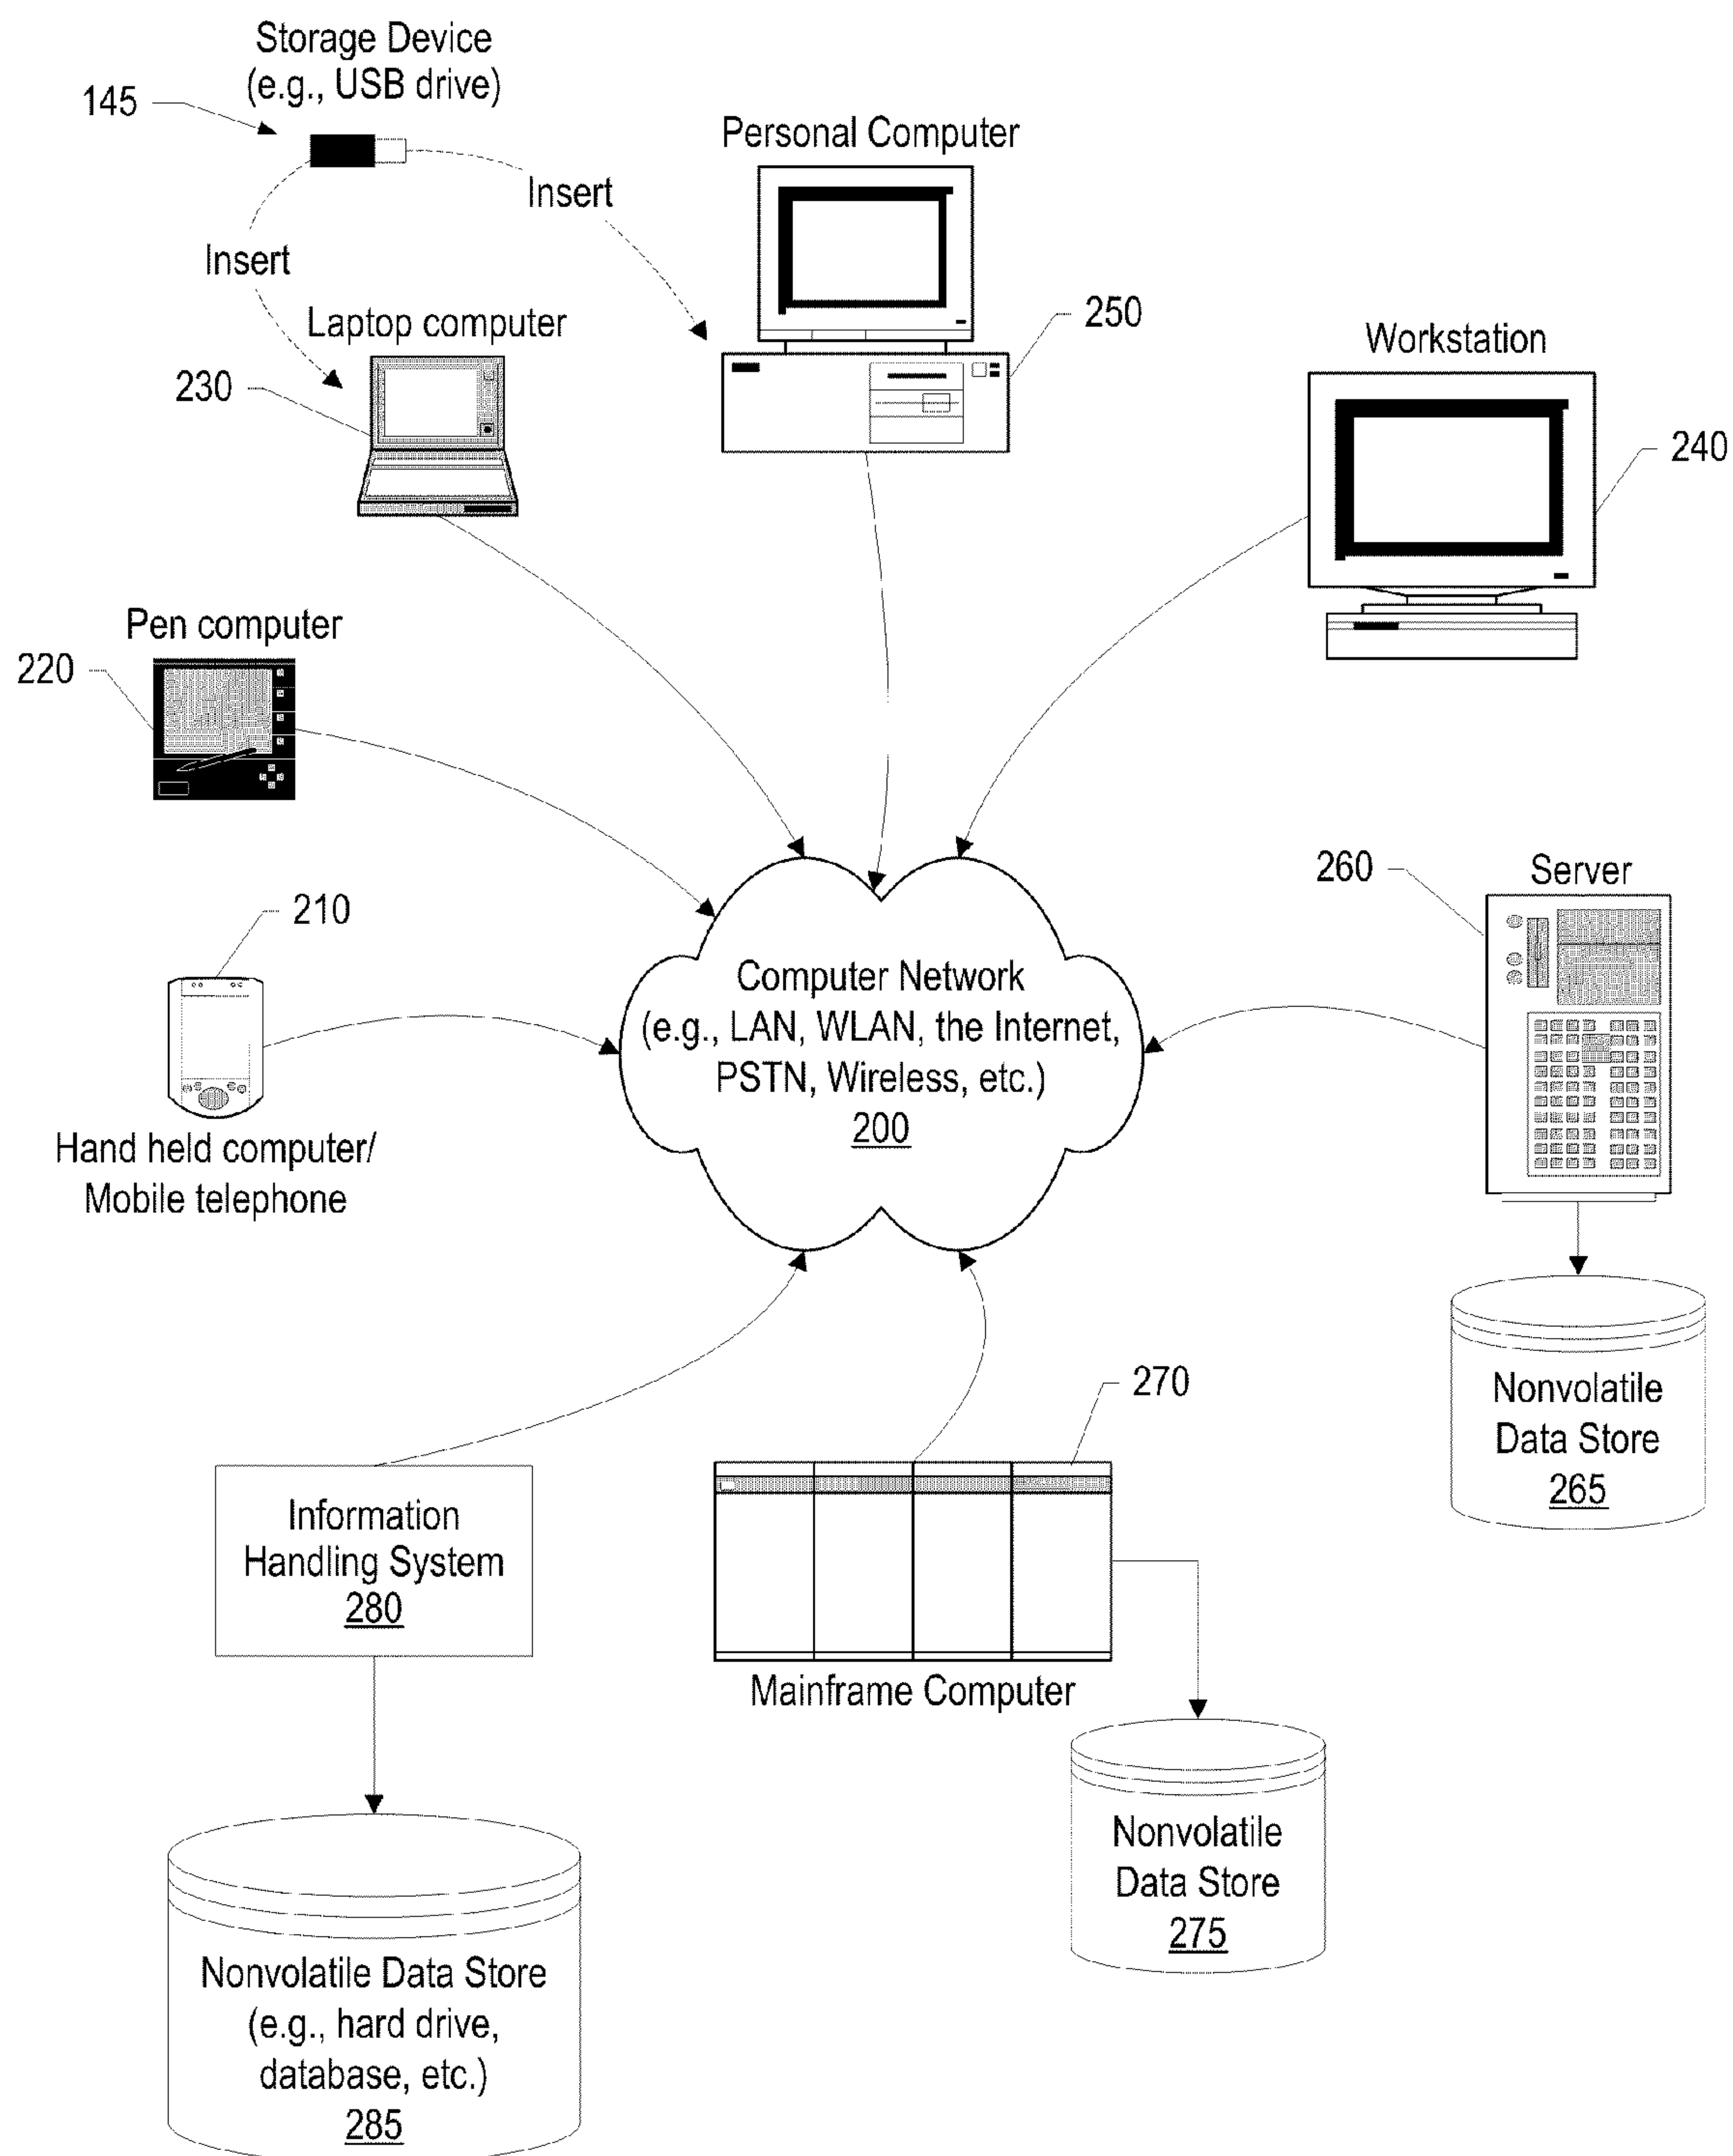 Storage Device
(e.g., USB drive)
145
Insert
Insert
Personal Computer
250
Laptop computer
230
Workstation
240
Pen computer
220
210
Hand held computer/
Mobile telephone
Computer Network
(e.g., LAN, WLAN, the Internet,
PSTN, Wireless, etc.)
200
260
Server
Nonvolatile
Data Store
265
270
Mainframe Computer
Nonvolatile
Data Store
275
Information
Handling System
280
Nonvolatile Data Store
(e.g., hard drive,
database, etc.)
285